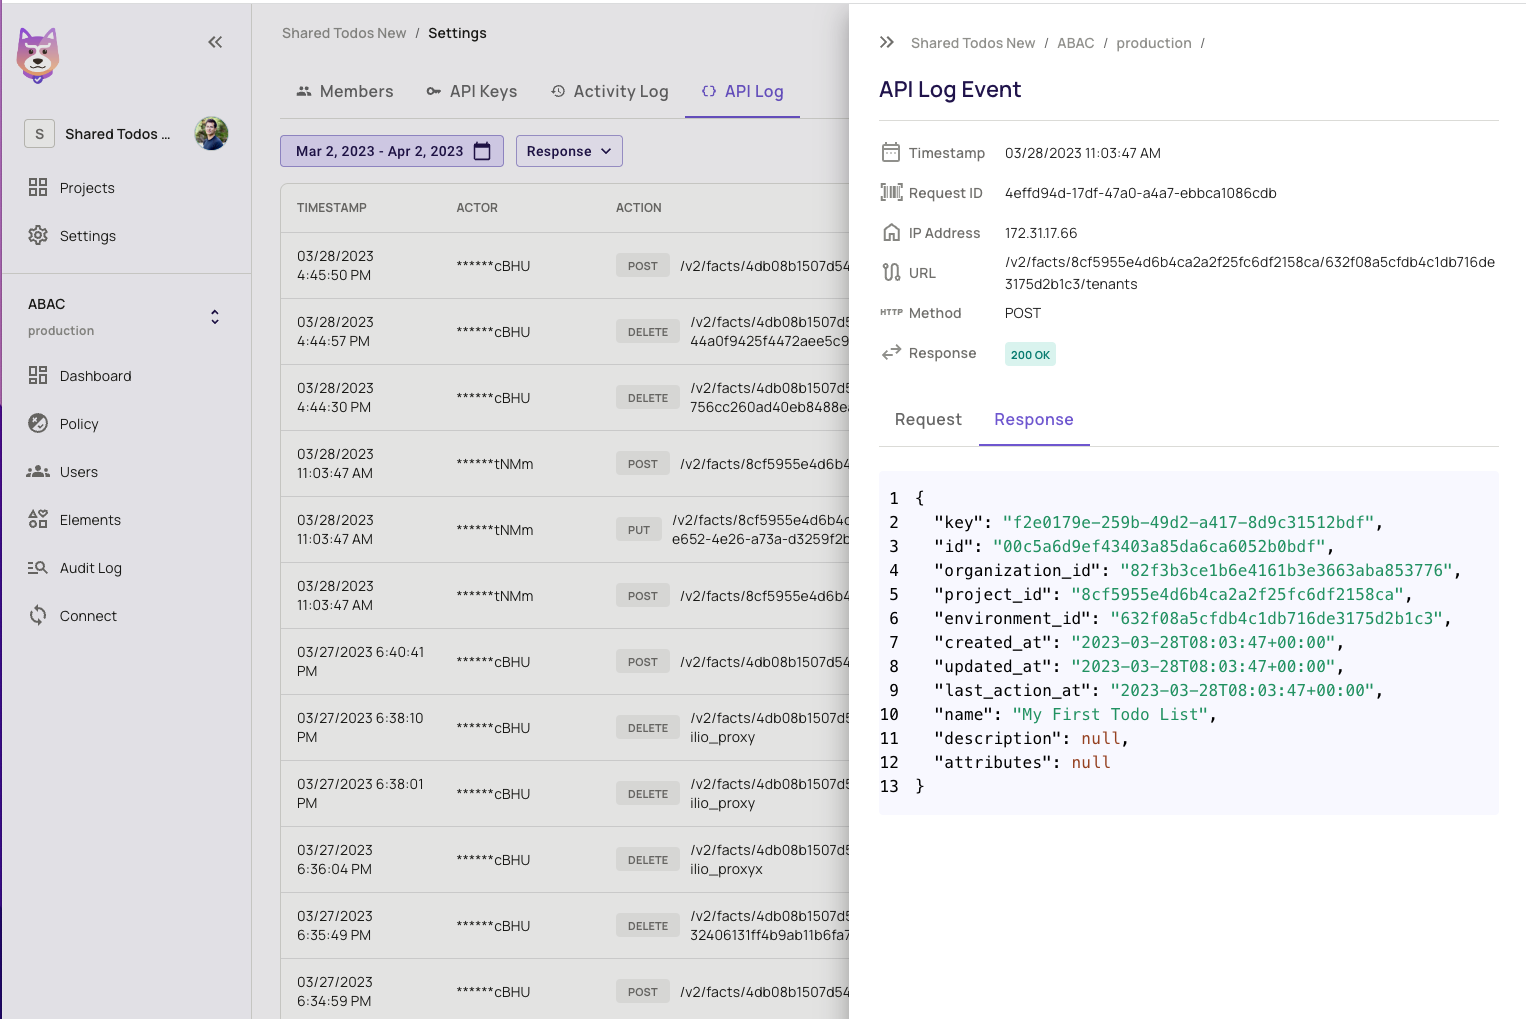 Shared Todos New / Settings
S Shared Todos ...
Projects
Settings
ABAC
production
Dashboard
Policy
Users
Elements
Audit Log
Connect
Members API Keys Activity Log API Log
Mar 2, 2023 - Apr 2, 2023 Response
TIMESTAMP ACTOR ACTION
03/28/2023
4:45:50 PM
******cBHU
POST /v2/facts/4db08b1507d54
03/28/2023
4:44:57 PM
******cBHU
DELETE
/v2/facts/4db08b1507d5
44a0f9425f4472aee5c9
03/28/2023
4:44:30 PM
******cBHU
DELETE
/v2/facts/4db08b1507d5
756cc260ad40eb8488e
03/28/2023
11:03:47 AM
******tNMm
POST /v2/facts/8cf5955e4d6b4
03/28/2023
11:03:47 AM
******tNMm
PUT
/v2/facts/8cf5955e4d6b4c
e652-4e26-a73a-d3259f2b
03/28/2023
11:03:47 AM
******tNMm
POST /v2/facts/8cf5955e4d6b4
03/27/2023 6:40:41
PM
******cBHU
POST /v2/facts/4db08b1507d54
03/27/2023 6:38:10
PM
******cBHU
DELETE
/v2/facts/4db08b1507d5
ilio_proxy
03/27/2023 6:38:01
PM
******cBHU
DELETE
/v2/facts/4db08b1507d5
ilio_proxy
03/27/2023
6:36:04 PM
******cBHU
DELETE
/v2/facts/4db08b1507d5
ilio_proxyx
03/27/2023
6:35:49 PM
******cBHU
DELETE
/v2/facts/4db08b1507d5
32406131ff4b9ab11b6fa7
03/27/2023
6:34:59 PM
******cBHU
POST /v2/facts/4db08b1507d54
Shared Todos New / ABAC / production /
API Log Event
Timestamp 03/28/2023 11:03:47 AM
Request ID 4effd94d-17df-47a0-a4a7-ebbca1086cdb
IP Address 172.31.17.66
URL
/v2/facts/8cf5955e4d6b4ca2a2f25fc6df2158ca/632f08a5cfdb4c1db716de
3175d2b1c3/tenants
HTTP Method POST
Response 200 OK
Request Response
1 {
2 "key": "f2e0179e-259b-49d2-a417-8d9c31512bdf",
3 "id": "00c5a6d9ef43403a85da6ca6052b0bdf",
4 "organization_id": "82f3b3ce1b6e4161b3e3663aba853776",
5 "project_id": "8cf5955e4d6b4ca2a2f25fc6df2158ca",
6 "environment_id": "632f08a5cfdb4c1db716de3175d2b1c3",
7 "created_at": "2023-03-28T08:03:47+00:00",
8 "updated_at": "2023-03-28T08:03:47+00:00",
9 "last_action_at": "2023-03-28T08:03:47+00:00",
10 "name": "My First Todo List",
11 "description": null,
12 "attributes": null
13 }